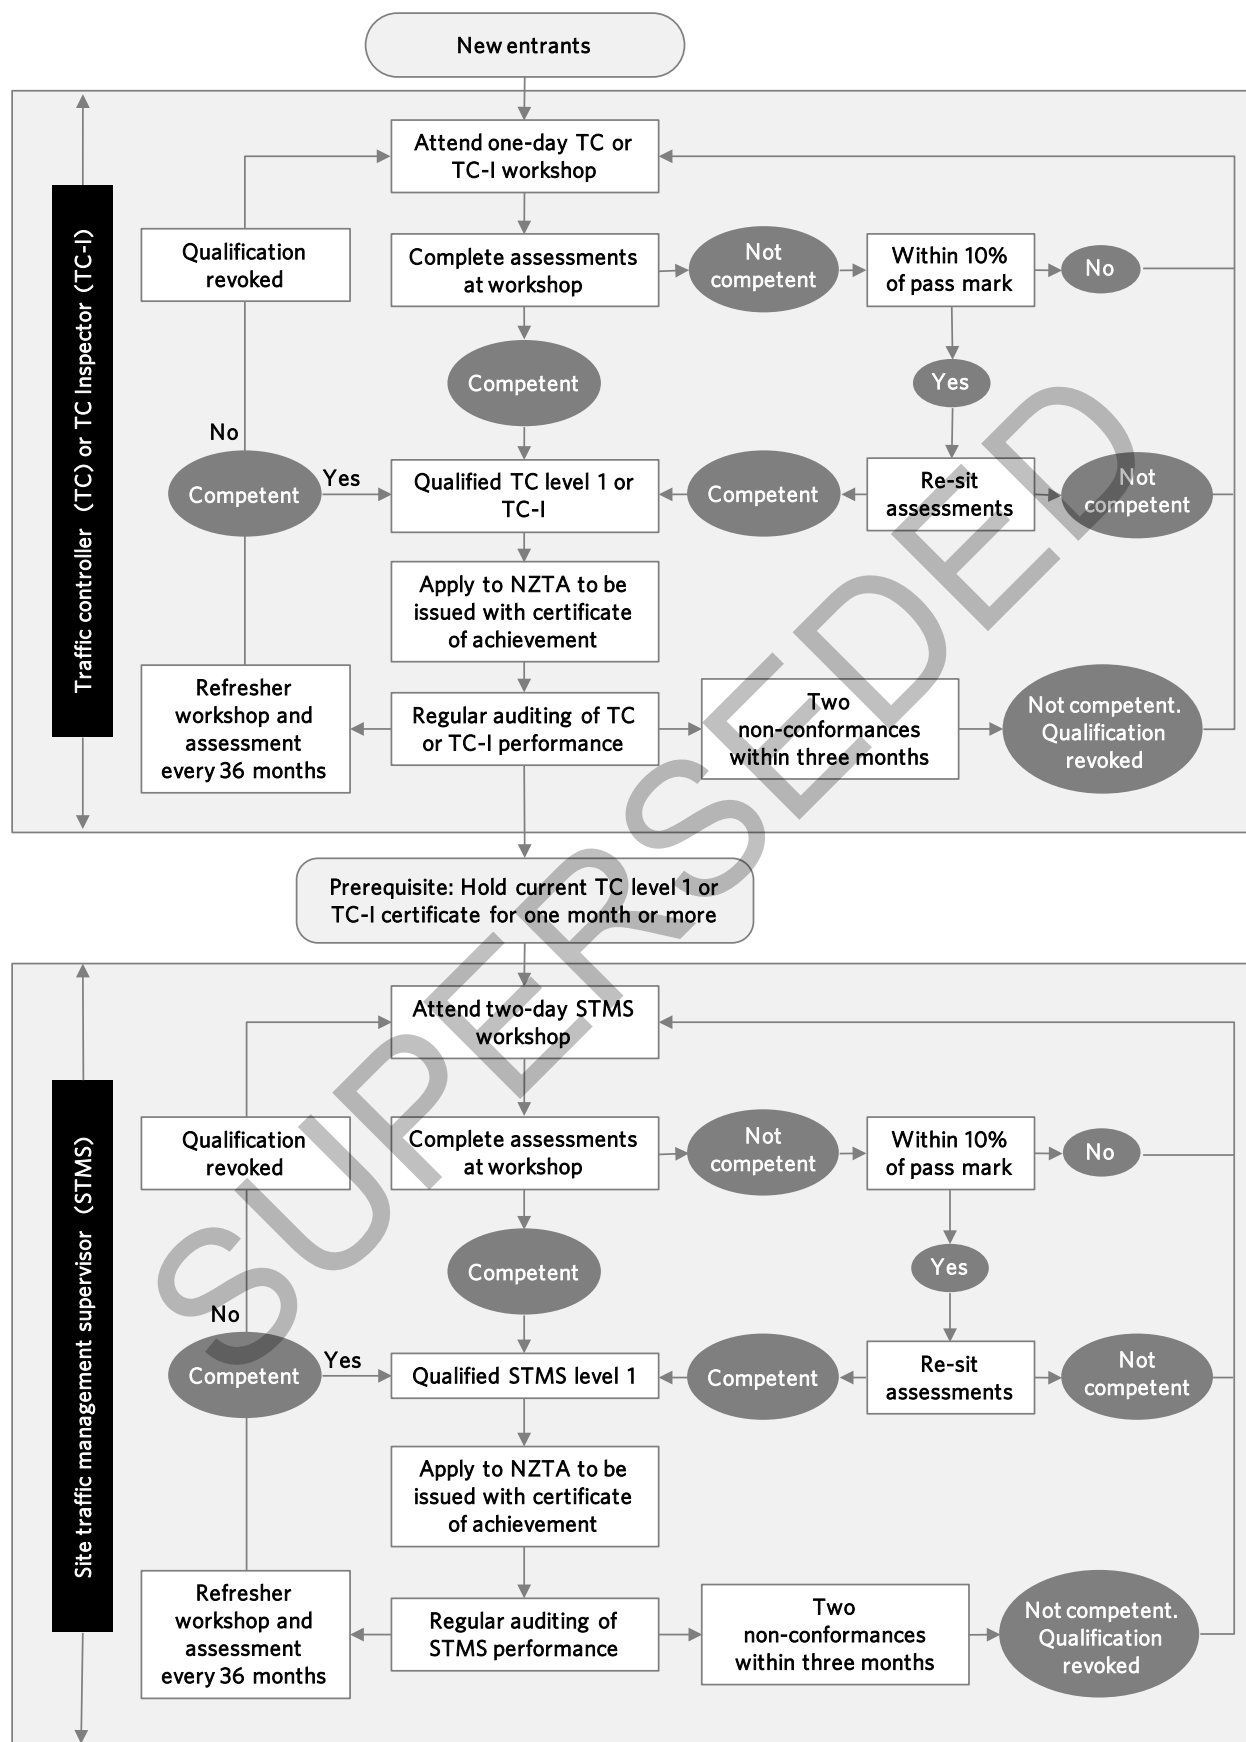 New entrants
Attend one-day TC or
TC-I workshop
Qualification
revoked
Complete assessments
at workshop
Not
competent
Within 10%
of pass mark
No
Competent
Yes
No
Competent
Yes
Qualified TC level 1 or
TC-I
Competent
Re-sit
assessments
Not
competent
Apply to NZTA to be
issued with certificate
of achievement
Refresher
workshop and
assessment
every 36 months
Regular auditing of TC
or TC-I performance
Two
non-conformances
within three months
Not competent.
Qualification
revoked
Traffic controller (TC) or TC Inspector (TC-I)
Prerequisite: Hold current TC level 1 or
TC-I certificate for one month or more
Attend two-day STMS
workshop
Qualification
revoked
Complete assessments
at workshop
Not
competent
Within 10%
of pass mark
No
Competent
Yes
No
Competent
Yes
Qualified STMS level 1
Competent
Re-sit
assessments
Not
competent
Apply to NZTA to be
issued with certificate
of achievement
Refresher
workshop and
assessment
every 36 months
Regular auditing of
STMS performance
Two
non-conformances
within three months
Not competent.
Qualification
revoked
Site traffic management supervisor (STMS)
SUPERSEDED